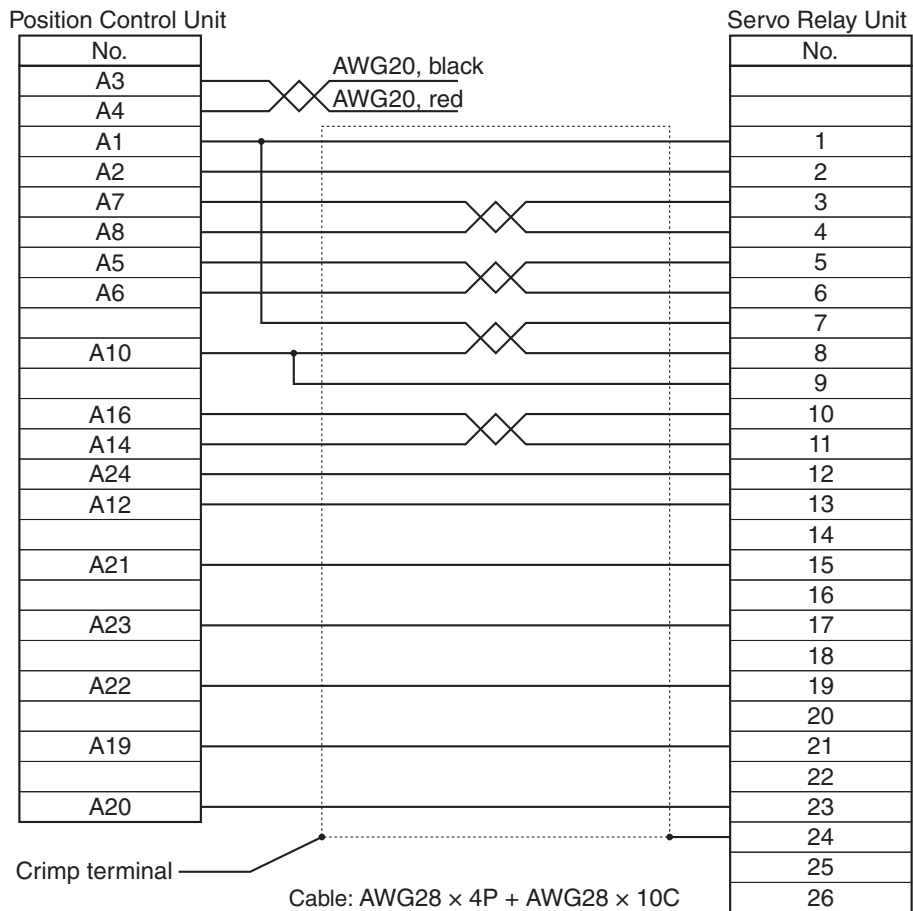 Position Control Unit Servo Relay Unit
No. No.
A3 AWG20, black
A4 AWG20, red
A1 1
A2 2
A7 3
A8 4
A5 5
A6 6
7
A10 8
9
A16 10
A14 11
A24 12
A12 13
14
A21 15
16
A23 17
18
A22 19
20
A19 21
22
A20 23
24
Crimp terminal 25
Cable: AWG28 × 4P + AWG28 × 10C 26